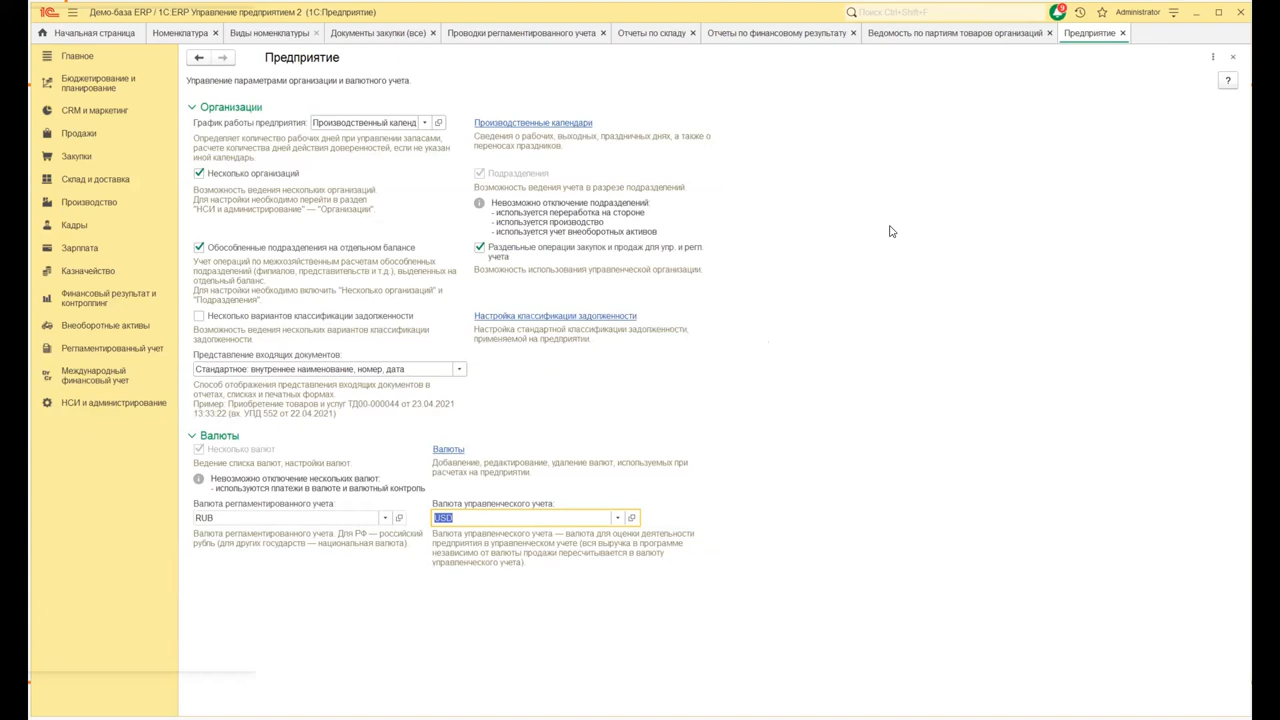 Демо-база ERP / 1С:ERP Управление предприятием 2 (1С:Предприятие)
Поиск Ctrl+Shift+F
Administrator
Начальная страница
Номенклатура ×
Виды номенклатуры ×
Документы закупки (все) ×
Проводки регламентированного учета ×
Отчеты по складу ×
Отчеты по финансовому результату ×
Ведомость по партиям товаров организаций ×
Предприятие ×
Главное
Бюджетирование и
планирование
CRM и маркетинг
Продажи
Закупки
Склад и доставка
Производство
Кадры
Зарплата
Казначейство
Финансовый результат и
контроллинг
Внеоборотные активы
Регламентированный учет
Международный
финансовый учет
НСИ и администрирование
Предприятие
?
Управление параметрами организации и валютного учета.
Организации
График работы предприятия: Производственный календ
Определяет количество рабочих дней при управлении запасами,
расчете количества дней действия доверенностей, если не указан
иной календарь.
Производственные календари
Сведения о рабочих, выходных, праздничных днях, а также о
переносах праздников.
Несколько организаций
Возможность ведения нескольких организаций.
Для настройки необходимо перейти в раздел
"НСИ и администрирование" — "Организации".
Подразделения
Возможность ведения учета в разрезе подразделений.
Невозможно отключение подразделений:
- используется переработка на стороне
- используется производство
- используется учет внеоборотных активов
Обособленные подразделения на отдельном балансе
Учет операций по межхозяйственным расчетам обособленных
подразделений (филиалов, представительств и т.д.), выделенных на
отдельный баланс.
Для настройки необходимо включить "Несколько организаций" и
"Подразделения".
Раздельные операции закупок и продаж для упр. и регл.
учета
Возможность использования управленческой организации.
Несколько вариантов классификации задолженности
Возможность ведения нескольких вариантов классификации
задолженности.
Настройка классификации задолженности
Настройка стандартной классификации задолженности,
применяемой на предприятии.
Представление входящих документов:
Стандартное: внутреннее наименование, номер, дата
Способ отображения представления входящих документов в
отчетах, списках и печатных формах.
Пример: Приобретение товаров и услуг ТД00-000044 от 23.04.2021
13:33:22 (вх. УПД 552 от 22.04.2021)
Валюты
Несколько валют
Ведение списка валют, настройки валют.
Невозможно отключение нескольких валют:
- используются платежи в валюте и валютный контроль
Валюты
Добавление, редактирование, удаление валют, используемых при
расчетах на предприятии.
Валюта регламентированного учета:
RUB
Валюта регламентированного учета. Для РФ — российский
рубль (для других государств — национальная валюта).
Валюта управленческого учета:
USD
Валюта управленческого учета — валюта для оценки деятельности
предприятия в управленческом учете (вся выручка в программе
независимо от валюты продажи пересчитывается в валюту
управленческого учета)